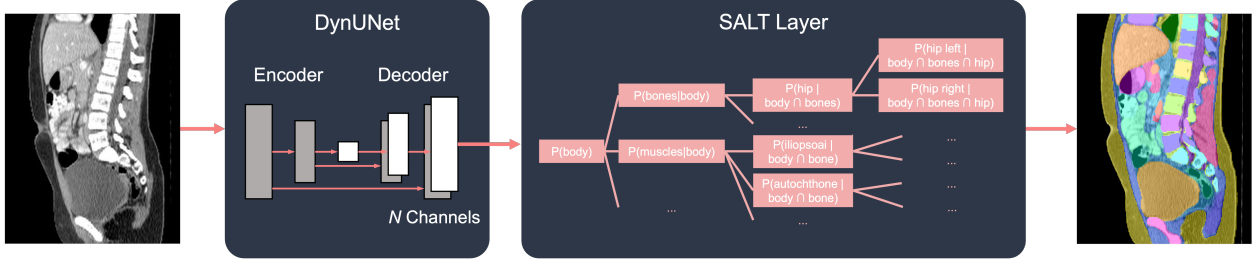 DynUNet
Encoder
Decoder
N Channels
SALT Layer
P(body)
P(bones|body)
P(muscles|body)
...
P(hip |
body ∩ bones)
...
P(iliopsoai |
body ∩ bone)
P(autochthone |
body ∩ bone)
...
P(hip left |
body ∩ bones ∩ hip)
P(hip right |
body ∩ bones ∩ hip)
...
...
...
...